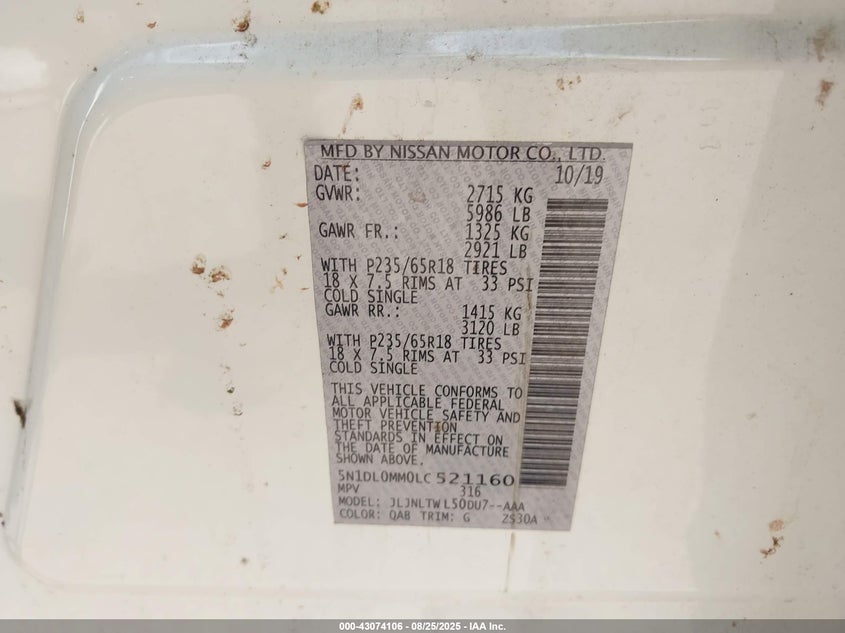 MFD BY NISSAN MOTOR CO., LTD.
DATE: 10/19
GVWR: 2715 KG
5986 LB
GAWR FR.: 1325 KG
2921 LB
WITH P235/65R18 TIRES
18 X 7.5 RIMS AT 33 PSI
COLD SINGLE
GAWR RR.: 1415 KG
3120 LB
WITH P235/65R18 TIRES
18 X 7.5 RIMS AT 33 PSI
COLD SINGLE
THIS VEHICLE CONFORMS TO
ALL APPLICABLE FEDERAL
MOTOR VEHICLE SAFETY AND
THEFT PREVENTION
STANDARDS IN EFFECT ON
THE DATE OF MANUFACTURE
SHOWN ABOVE.
5N1DL0MM0LC521160
MPV 316
MODEL: JLJNLTWL50DU7--AAA
COLOR: QAB TRIM: G ZS30A
000-43074106 - 08/25/2025 - IAA Inc.